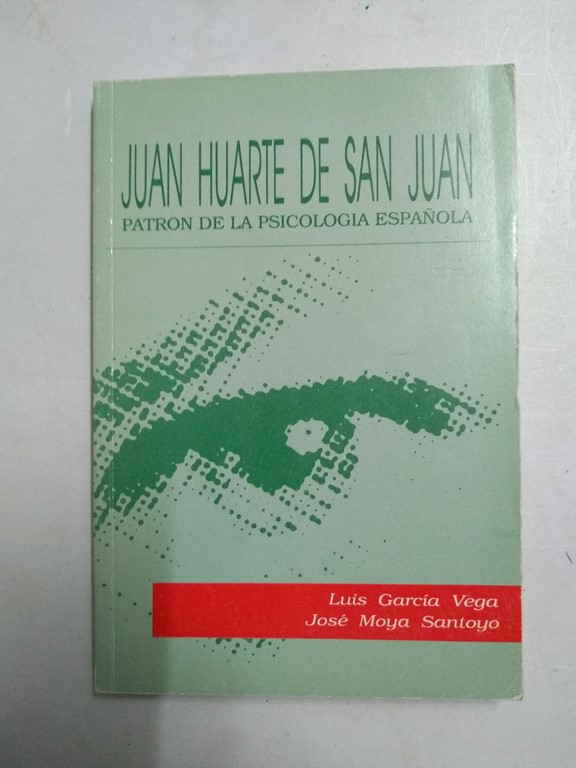 JUAN HUARTE DE SAN JUAN
PATRON DE LA PSICOLOGIA ESPAÑOLA
Luis García Vega
José Moya Santoyo